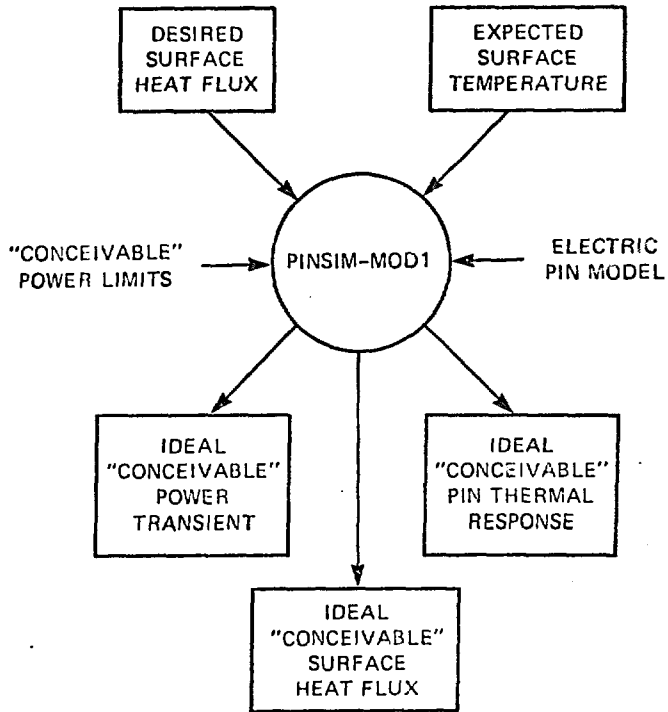 DESIRED
SURFACE
HEAT FLUX
EXPECTED
SURFACE
TEMPERATURE
"CONCEIVABLE"
POWER LIMITS
PINSIM-MOD1
ELECTRIC
PIN MODEL
IDEAL
"CONCEIVABLE"
POWER
TRANSIENT
IDEAL
"CONCEIVABLE"
PIN THERMAL
RESPONSE
IDEAL
"CONCEIVABLE"
SURFACE
HEAT FLUX